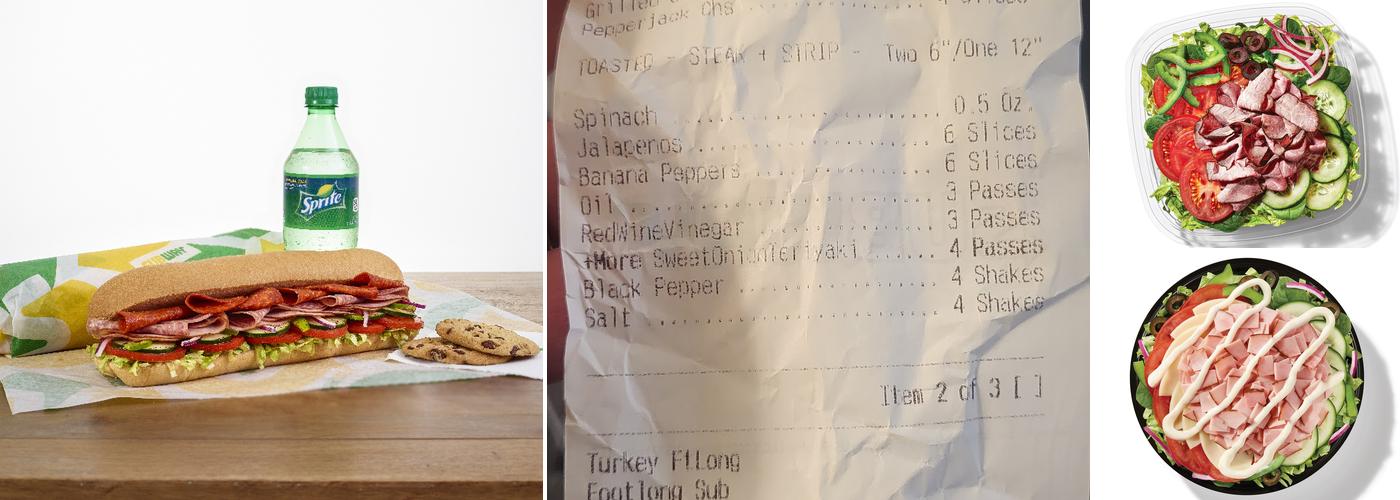 Sprite
Grilled
Pepperjack Chs
TOASTED - STEAK + STRIP - Two 6"/One 12"
Spinach 0.5 Oz.
Jalapenos 6 Slices
Banana Peppers 6 Slices
Oil 3 Passes
RedWineVinegar 3 Passes
+More SweetOnionTeriyaki 4 Passes
Black Pepper 4 Shakes
Salt 4 Shakes
Item 2 of 3 [ ]
Turkey FtLong
Footlong Sub